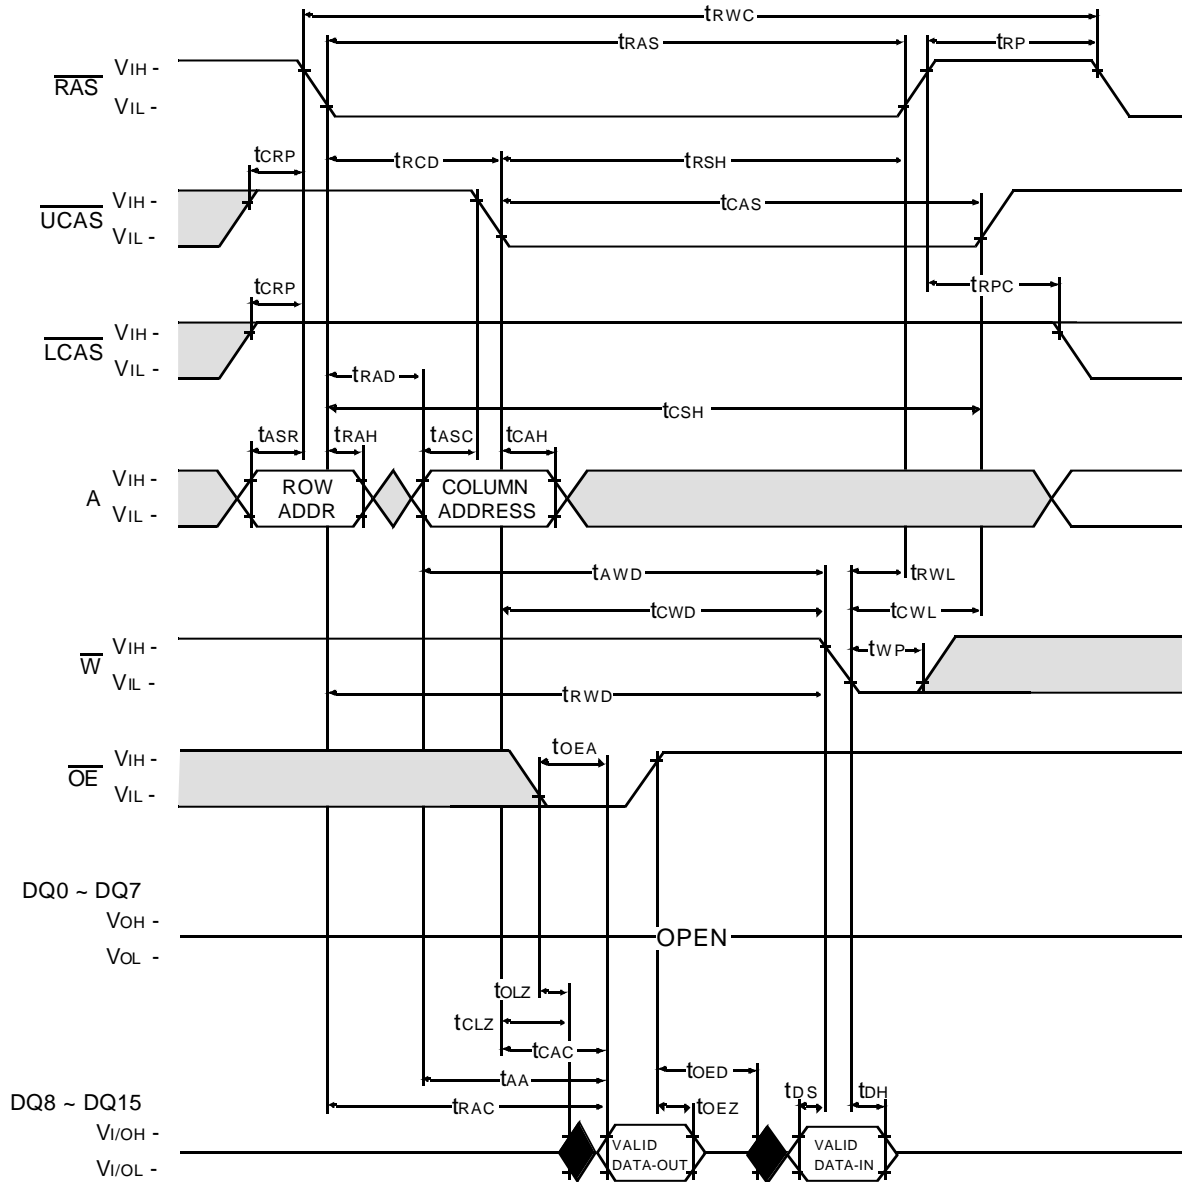 tRWC
tRAS
tRP
RAS
VIH -
VIL -
tCRP
tRCD
tRSH
UCAS
VIH -
VIL -
tCAS
tCRP
tRPC
LCAS
VIH -
VIL -
tRAD
tCSH
tASR
tRAH
tASC
tCAH
A
VIH -
VIL -
ROW
ADDR
COLUMN
ADDRESS
tAWD
tRWL
tCWD
tCWL
W
VIH -
VIL -
tWP
tRWD
OE
VIH -
VIL -
tOEA
DQ0 ~ DQ7
VOH -
VOL -
OPEN
tOLZ
tCLZ
tCAC
tAA
tOED
tRAC
tOEZ
tDS
tDH
DQ8 ~ DQ15
VI/OH -
VI/OL -
VALID
DATA-OUT
VALID
DATA-IN